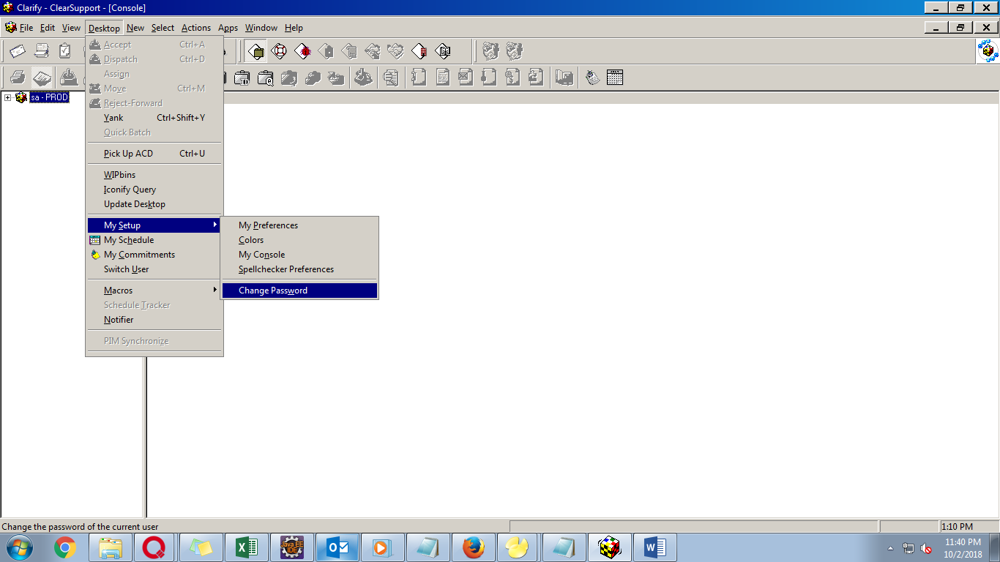 Clarify - ClearSupport - [Console]
File Edit View Desktop New Select Actions Apps Window Help
Accept Ctrl+A
Dispatch Ctrl+D
Assign
Move Ctrl+M
Reject-Forward
Yank Ctrl+Shift+Y
Quick Batch
Pick Up ACD Ctrl+U
WIPbins
Iconify Query
Update Desktop
My Setup
My Schedule
My Commitments
Switch User
Macros
Schedule Tracker
Notifier
PIM Synchronize
My Preferences
Colors
My Console
Spellchecker Preferences
Change Password
sa - PROD
Change the password of the current user
1:10 PM
Java EE
IDE
11:40 PM
10/2/2018